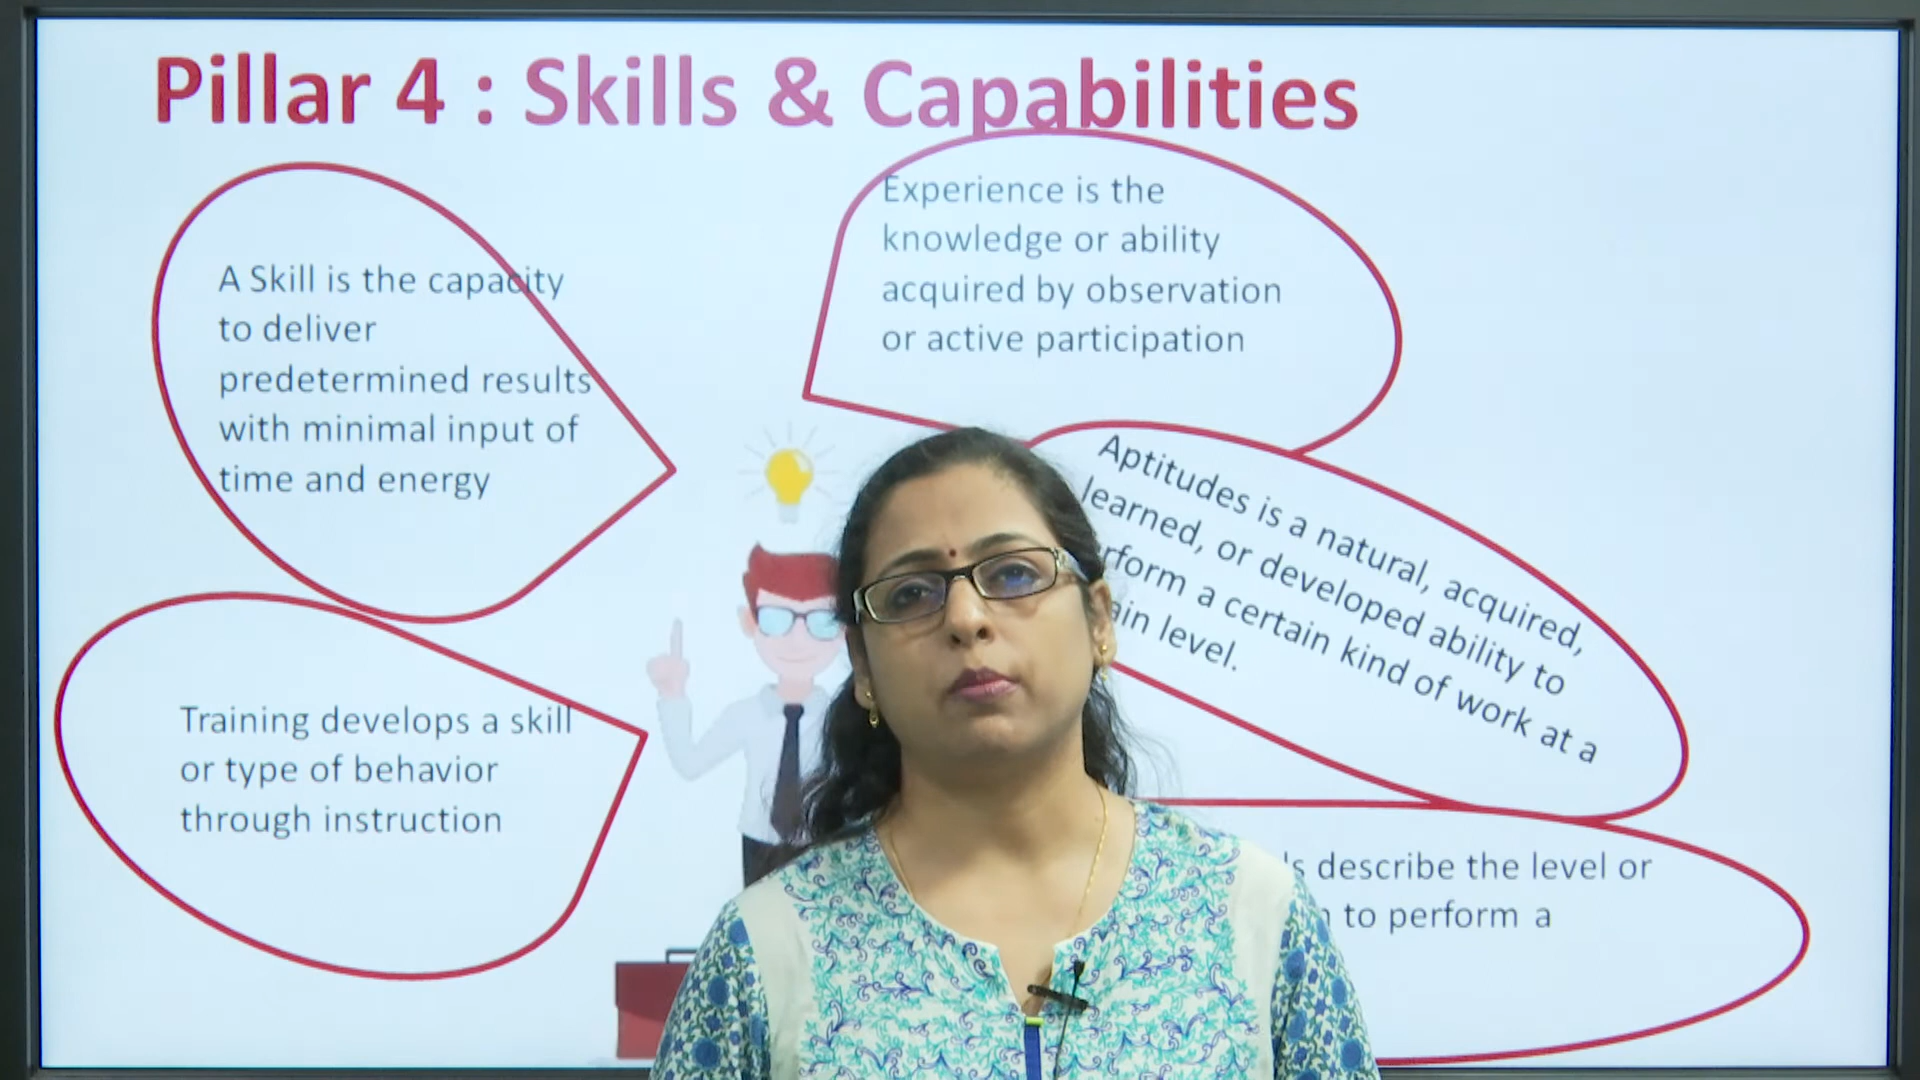 Pillar 4 : Skills & Capabilities
A Skill is the capacity
to deliver
predetermined results
with minimal input of
time and energy
Experience is the
knowledge or ability
acquired by observation
or active participation
Aptitudes is a natural, acquired,
learned, or developed ability to
a certain kind of work at a
level.
Training develops a skill
or type of behavior
through instruction
describe the level or
to perform a